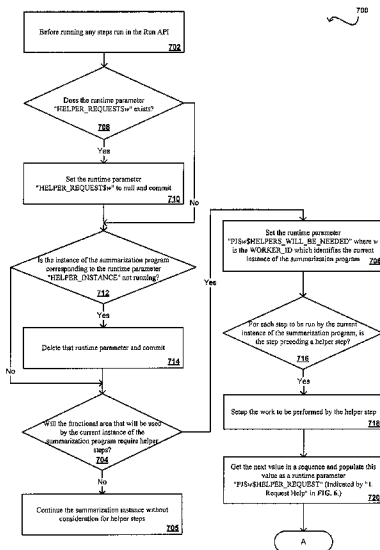 700
Before running any steps run in the Run API
702
Does the runtime parameter
"HELPER_REQUEST$w" exists?
708
Yes
No
Set the runtime parameter
"HELPER_REQUEST$w" to null and commit
710
Is the instance of the
summarization program
corresponding to the runtime parameter
"HELPER_INSTANCE" not running?
712
Yes
No
Delete that runtime parameter and commit
714
Will the functional area that will be used
by the current instance of the
summarization program require helper
steps?
704
Yes
No
Continue the summarization instance without
consideration for helper steps
705
Set the runtime parameter
"PJ$w$HELPERS_WILL_BE_NEEDED" where w
is the WORKER_ID which identifies the current
instance of the summarization program
706
For each step to be run by the current
instance of the summarization program, is
the step preceding a helper step?
716
Yes
Setup the work to be performed by the helper step
718
Get the next value in a sequence and populate this
value as a runtime parameter
"PJ$w$HELPER_REQUEST" (Indicated by "1.
Request Help" in FIG. 6.)
720
A